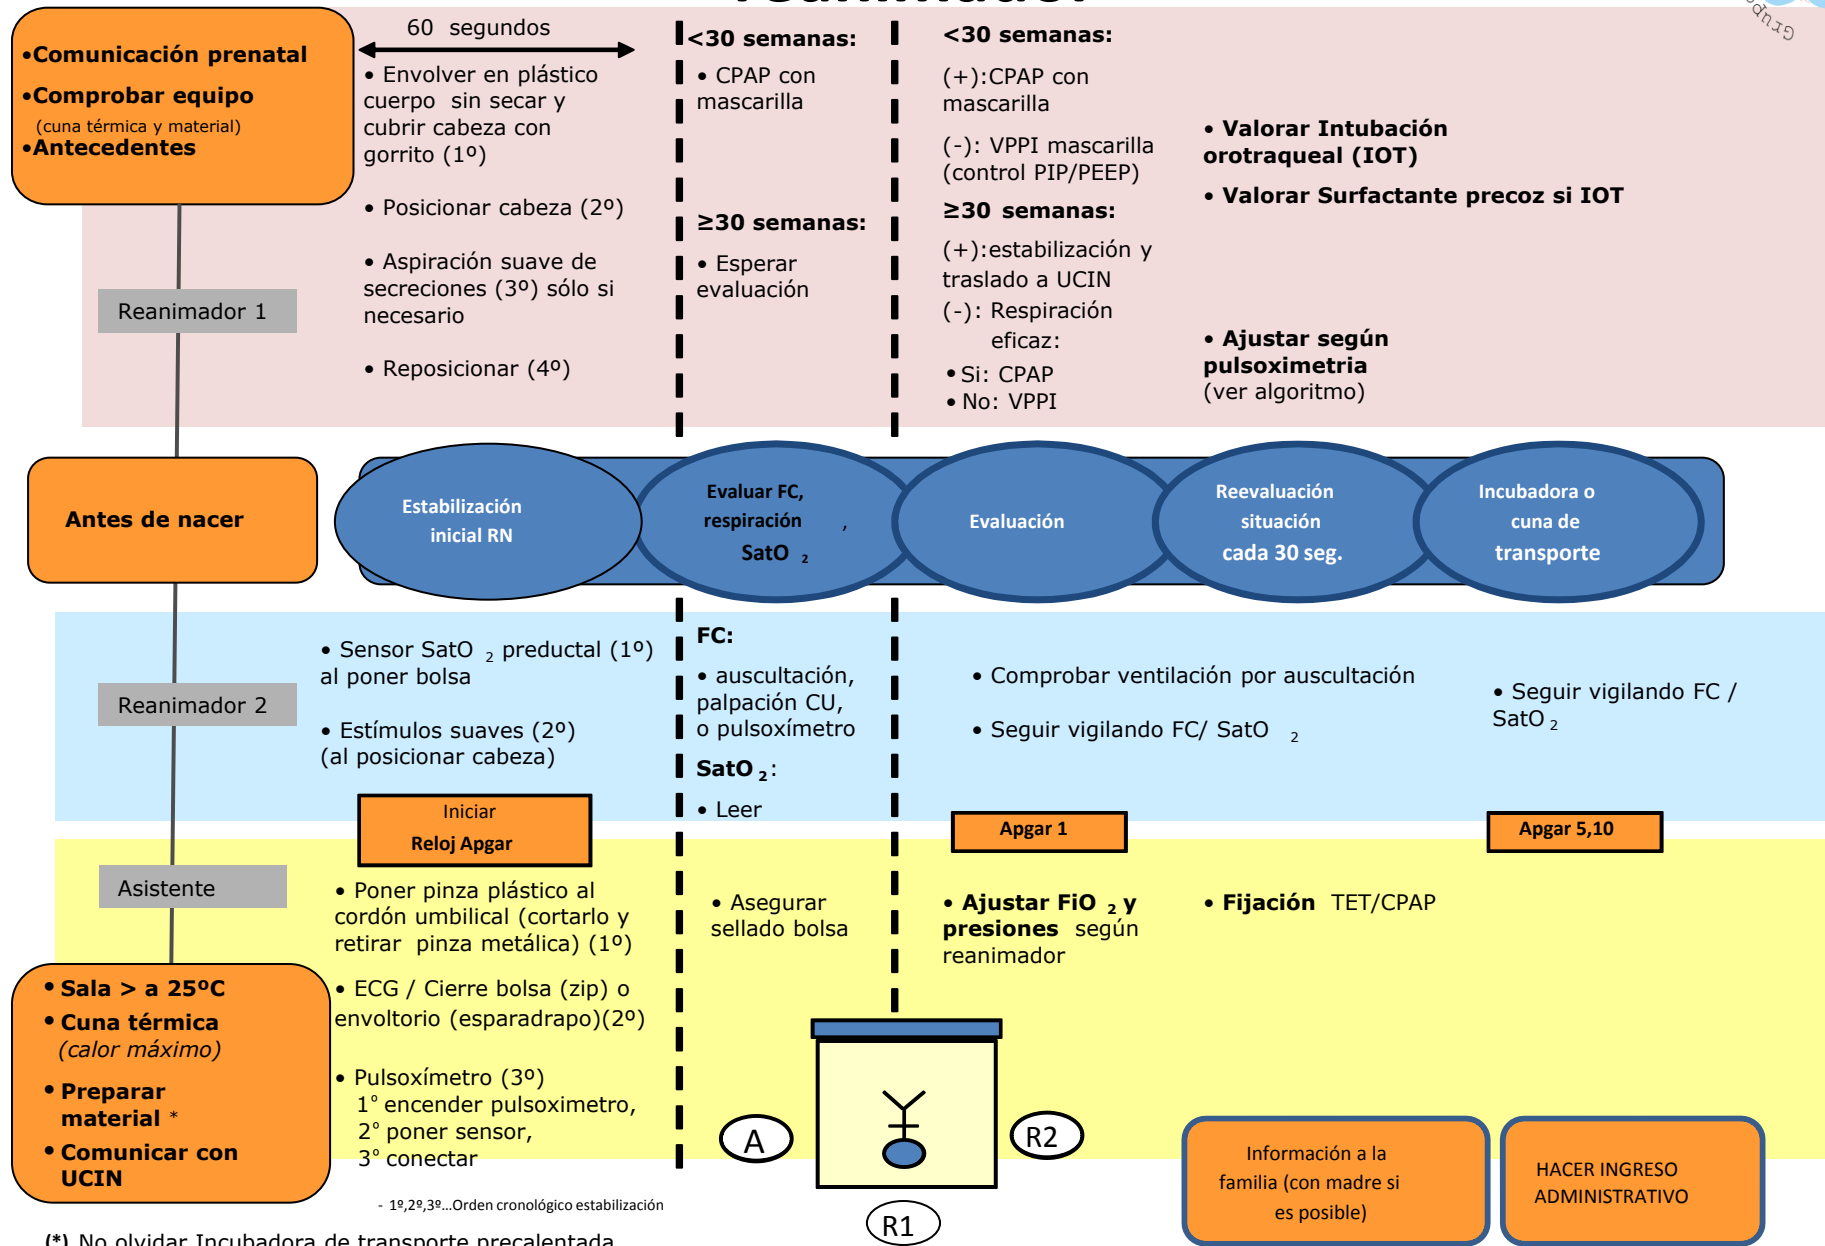 reanimador
Grupo
•Comunicación prenatal
•Comprobar equipo
(cuna térmica y material)
•Antecedentes
60 segundos
• Envolver en plástico
cuerpo sin secar y
cubrir cabeza con
gorrito (1º)
• Posicionar cabeza (2º)
• Aspiración suave de
secreciones (3º) sólo si
necesario
• Reposicionar (4º)
<30 semanas:
• CPAP con
mascarilla
≥30 semanas:
• Esperar
evaluación
<30 semanas:
(+):CPAP con
mascarilla
(-): VPPI mascarilla
(control PIP/PEEP)
≥30 semanas:
(+):estabilización y
traslado a UCIN
(-): Respiración
eficaz:
• Si: CPAP
• No: VPPI
• Valorar Intubación
orotraqueal (IOT)
• Valorar Surfactante precoz si IOT
• Ajustar según
pulsoximetria
(ver algoritmo)
Reanimador 1
Antes de nacer
Estabilización
inicial RN
Evaluar FC,
respiración ,
SatO 2
Evaluación
Reevaluación
situación
cada 30 seg.
Incubadora o
cuna de
transporte
Reanimador 2
• Sensor SatO 2 preductal (1º)
al poner bolsa
• Estímulos suaves (2º)
(al posicionar cabeza)
FC:
• auscultación,
palpación CU,
o pulsoxímetro
SatO 2:
• Leer
• Comprobar ventilación por auscultación
• Seguir vigilando FC/ SatO 2
• Seguir vigilando FC /
SatO 2
Iniciar
Reloj Apgar
Apgar 1
Apgar 5,10
Asistente
• Poner pinza plástico al
cordón umbilical (cortarlo y
retirar pinza metálica) (1º)
• ECG / Cierre bolsa (zip) o
envoltorio (esparadrapo)(2º)
• Pulsoxímetro (3º)
1º encender pulsoximetro,
2º poner sensor,
3º conectar
• Asegurar
sellado bolsa
• Ajustar FiO 2 y
presiones según
reanimador
• Fijación TET/CPAP
• Sala > a 25ºC
• Cuna térmica
(calor máximo)
• Preparar
material *
• Comunicar con
UCIN
A
R2
R1
Información a la
familia (con madre si
es posible)
HACER INGRESO
ADMINISTRATIVO
- 1º,2º,3º...Orden cronológico estabilización
(*) No olvidar Incubadora de transporte precalentada